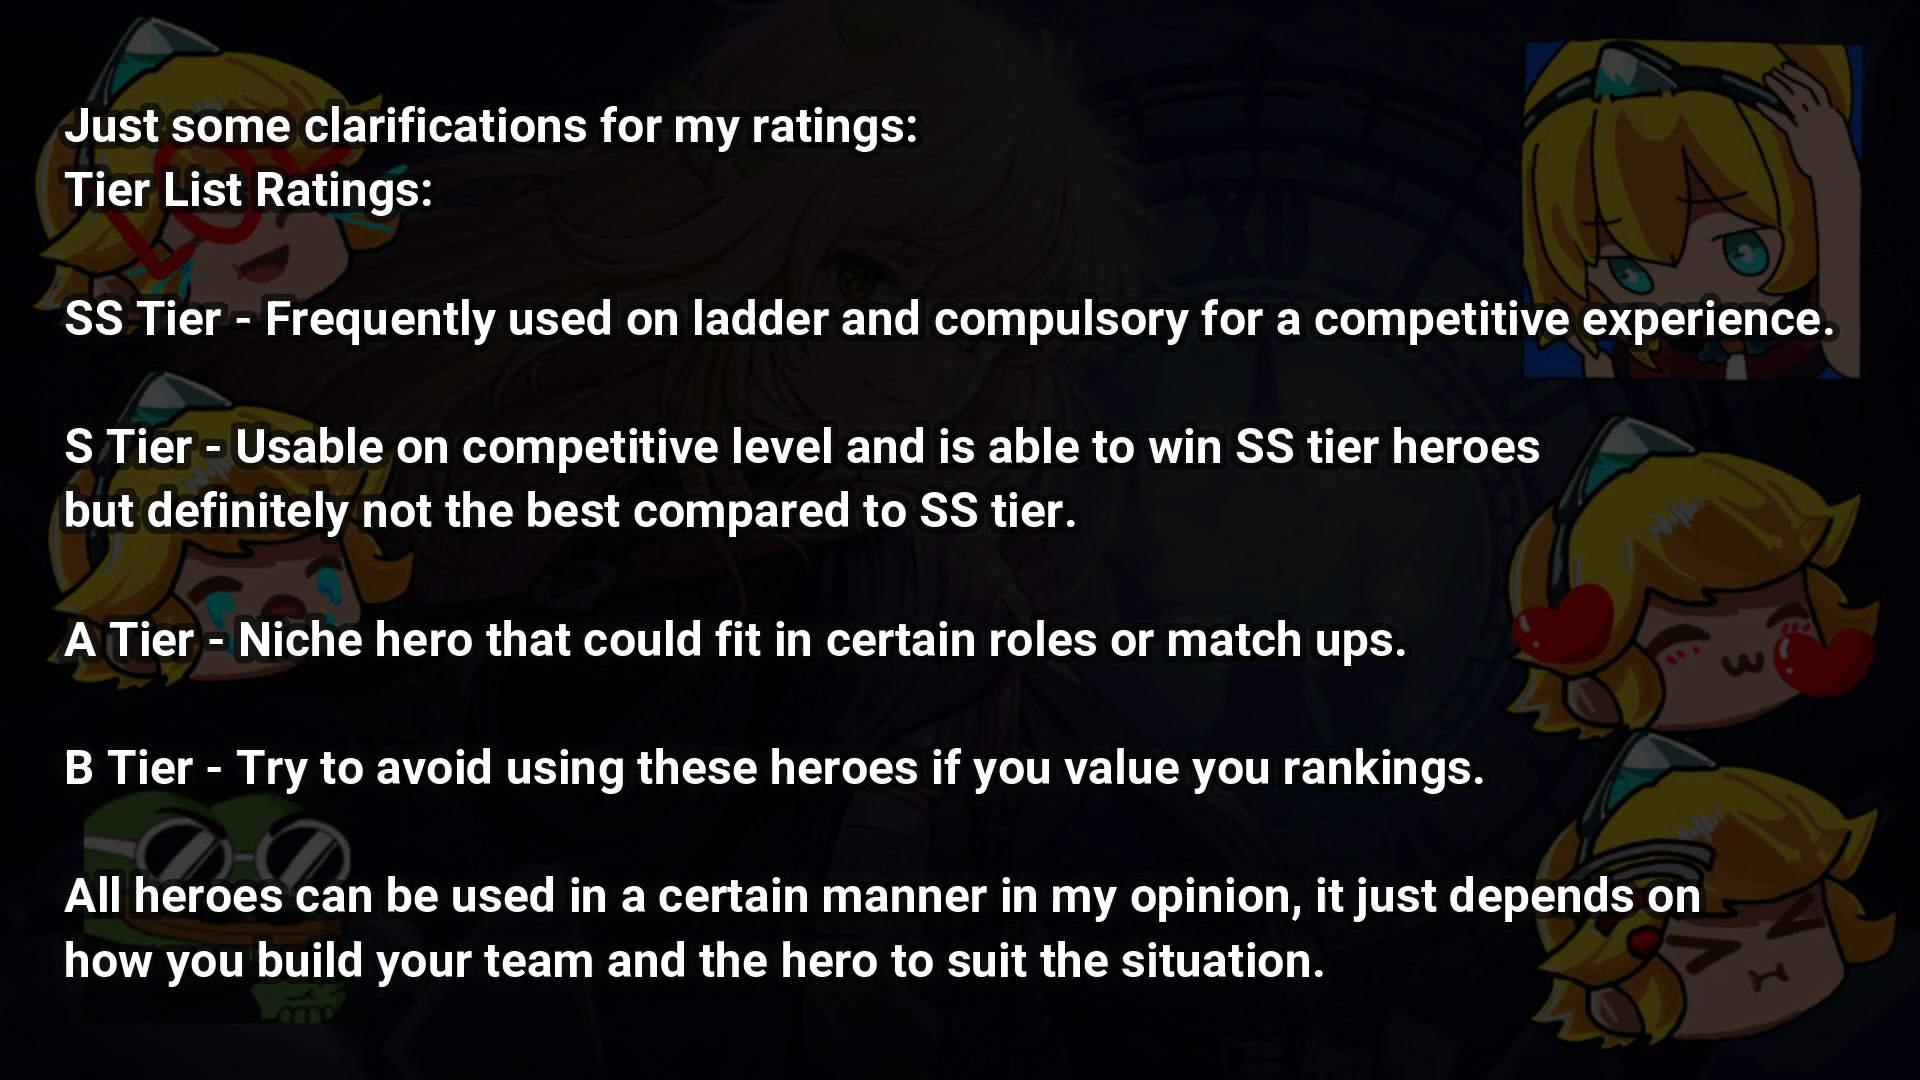 Just some clarifications for my ratings:
Tier List Ratings:
SS Tier - Frequently used on ladder and compulsory for a competitive experience.
S Tier - Usable on competitive level and is able to win SS tier heroes
but definitely not the best compared to SS tier.
A Tier - Niche hero that could fit in certain roles or match ups.
B Tier - Try to avoid using these heroes if you value you rankings.
All heroes can be used in a certain manner in my opinion, it just depends on
how you build your team and the hero to suit the situation.
LOL
XII